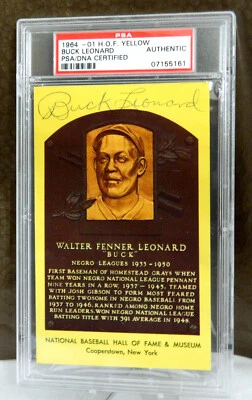 PSA
1964 -01 H.O.F. YELLOW
BUCK LEONARD AUTHENTIC
PSA/DNA CERTIFIED
07155161
Buck Leonard
WALTER FENNER LEONARD
"BUCK"
NEGRO LEAGUES 1933-1950
FIRST BASEMAN OF HOMESTEAD GRAYS WHEN
TEAM WON NEGRO NATIONAL LEAGUE PENNANT
NINE YEARS IN A ROW, 1937-1945. TEAMED
WITH JOSH GIBSON TO FORM MOST FEARED
BATTING TWOSOME IN NEGRO BASEBALL FROM
1937 TO 1946. RANKED AMONG NEGRO HOME
RUN LEADERS. WON NEGRO NATIONAL LEAGUE
BATTING TITLE WITH .391 AVERAGE IN 1948.
NATIONAL BASEBALL HALL OF FAME & MUSEUM
Cooperstown, New York